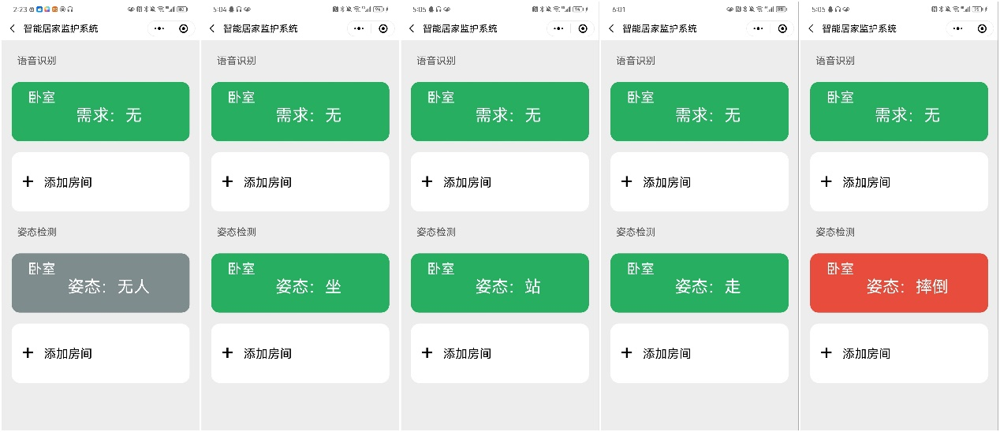 2:23
智能居家监护系统
语音识别
卧室
需求：无
+ 添加房间
姿态检测
卧室
姿态：无人
+ 添加房间
5:04
智能居家监护系统
语音识别
卧室
需求：无
+ 添加房间
姿态检测
卧室
姿态：坐
+ 添加房间
5:05
智能居家监护系统
语音识别
卧室
需求：无
+ 添加房间
姿态检测
卧室
姿态：站
+ 添加房间
6:01
智能居家监护系统
语音识别
卧室
需求：无
+ 添加房间
姿态检测
卧室
姿态：走
+ 添加房间
5:05
智能居家监护系统
语音识别
卧室
需求：无
+ 添加房间
姿态检测
卧室
姿态：摔倒
+ 添加房间